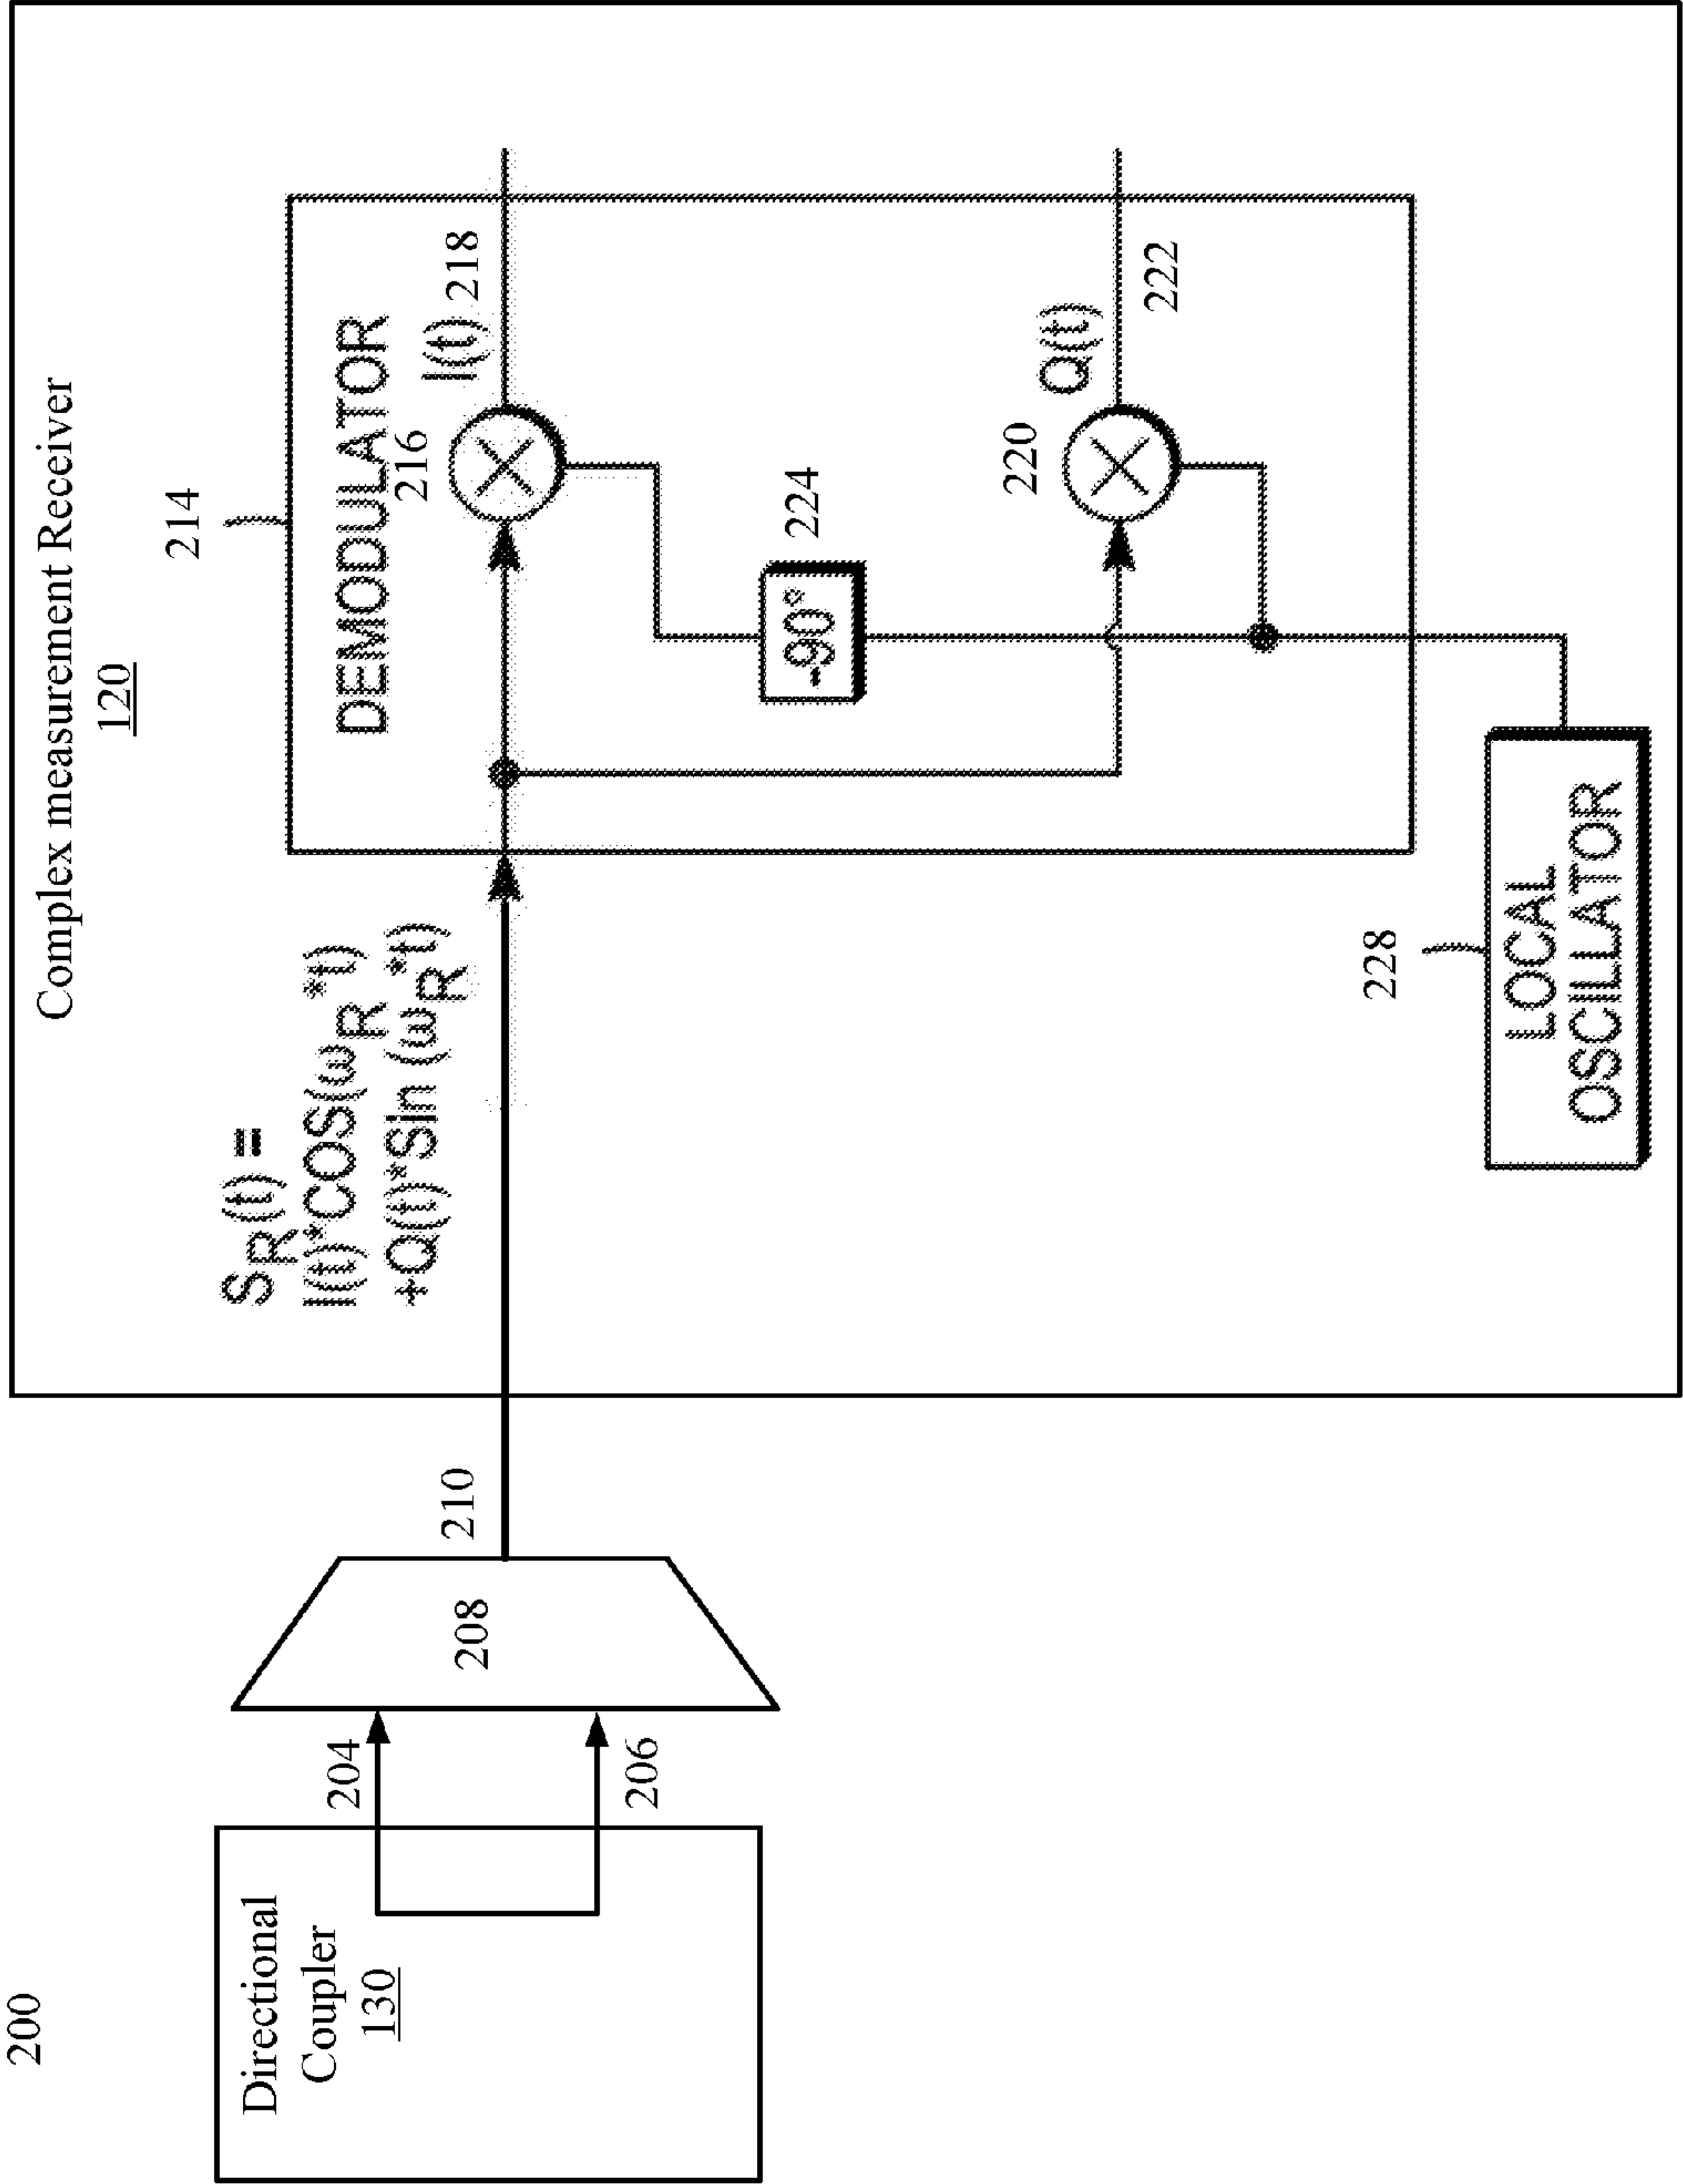 200
Complex measurement Receiver
120
214
Directional
Coupler
130
204
206
208
210
S_R(t) =
I(t)*COS(ω_R*t)
+Q(t)*Sin (ω_R*t)
DEMODULATOR
216
I(t) 218
224
-90°
220
Q(t)
222
228
LOCAL
OSCILLATOR